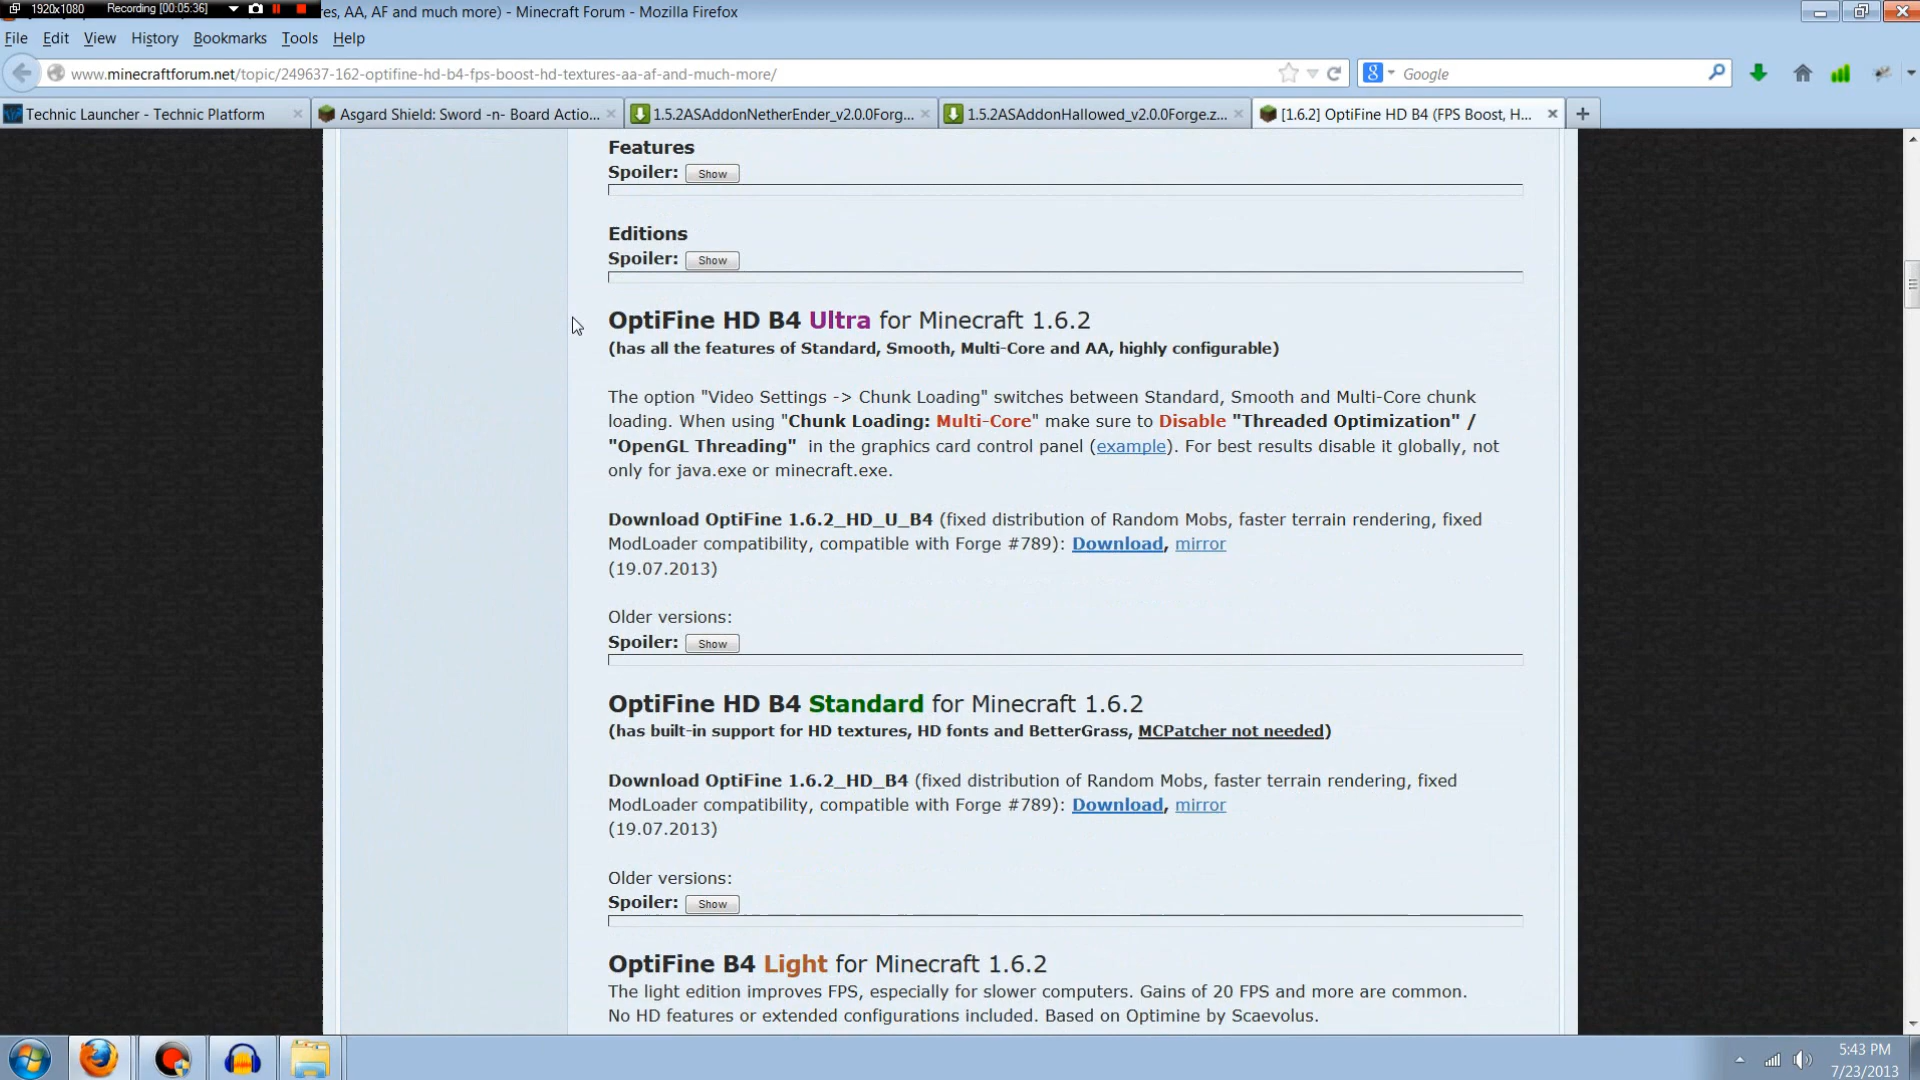 1920x1080 Recording [00:05:36] res, AA, AF and much more) - Minecraft Forum - Mozilla Firefox
File Edit View History Bookmarks Tools Help
www.minecraftforum.net/topic/249637-162-optifine-hd-b4-fps-boost-hd-textures-aa-af-and-much-more/ Google
Technic Launcher - Technic Platform Asgard Shield: Sword -n- Board Actio... 1.5.2ASAddonNetherEnder_v2.0.0Forg... 1.5.2ASAddonHallowed_v2.0.0Forge.z... [1.6.2] OptiFine HD B4 (FPS Boost, H...
Features
Spoiler: Show
Editions
Spoiler: Show
OptiFine HD B4 Ultra for Minecraft 1.6.2
(has all the features of Standard, Smooth, Multi-Core and AA, highly configurable)
The option "Video Settings -> Chunk Loading" switches between Standard, Smooth and Multi-Core chunk
loading. When using "Chunk Loading: Multi-Core" make sure to Disable "Threaded Optimization" /
"OpenGL Threading" in the graphics card control panel (example). For best results disable it globally, not
only for java.exe or minecraft.exe.
Download OptiFine 1.6.2_HD_U_B4 (fixed distribution of Random Mobs, faster terrain rendering, fixed
ModLoader compatibility, compatible with Forge #789): Download, mirror
(19.07.2013)
Older versions:
Spoiler: Show
OptiFine HD B4 Standard for Minecraft 1.6.2
(has built-in support for HD textures, HD fonts and BetterGrass, MCPatcher not needed)
Download OptiFine 1.6.2_HD_B4 (fixed distribution of Random Mobs, faster terrain rendering, fixed
ModLoader compatibility, compatible with Forge #789): Download, mirror
(19.07.2013)
Older versions:
Spoiler: Show
OptiFine B4 Light for Minecraft 1.6.2
The light edition improves FPS, especially for slower computers. Gains of 20 FPS and more are common.
No HD features or extended configurations included. Based on Optimine by Scaevolus.
5:43 PM
7/23/2013